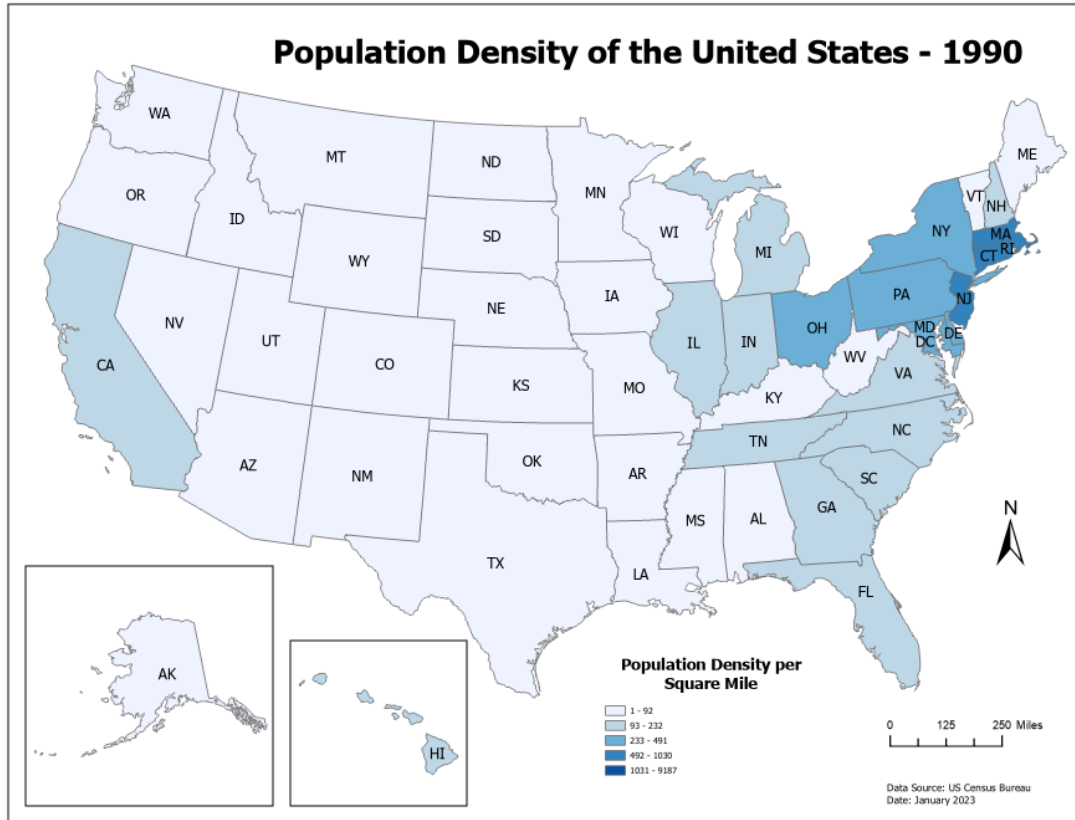 Population Density of the United States - 1990
WA
MT
ND
MN
ME
VT
NH
OR
ID
SD
WI
NY
MA
CT
RI
WY
MI
IA
PA
NJ
NE
OH
NV
UT
IL
IN
MD
DE
DC
CO
WV
CA
KS
MO
VA
KY
NC
TN
AZ
NM
OK
AR
SC
MS
AL
GA
N
TX
LA
FL
AK
HI
Population Density per
Square Mile
1 - 92
93 - 232
233 - 491
492 - 1030
1031 - 9187
0 125 250 Miles
Data Source: US Census Bureau
Date: January 2023